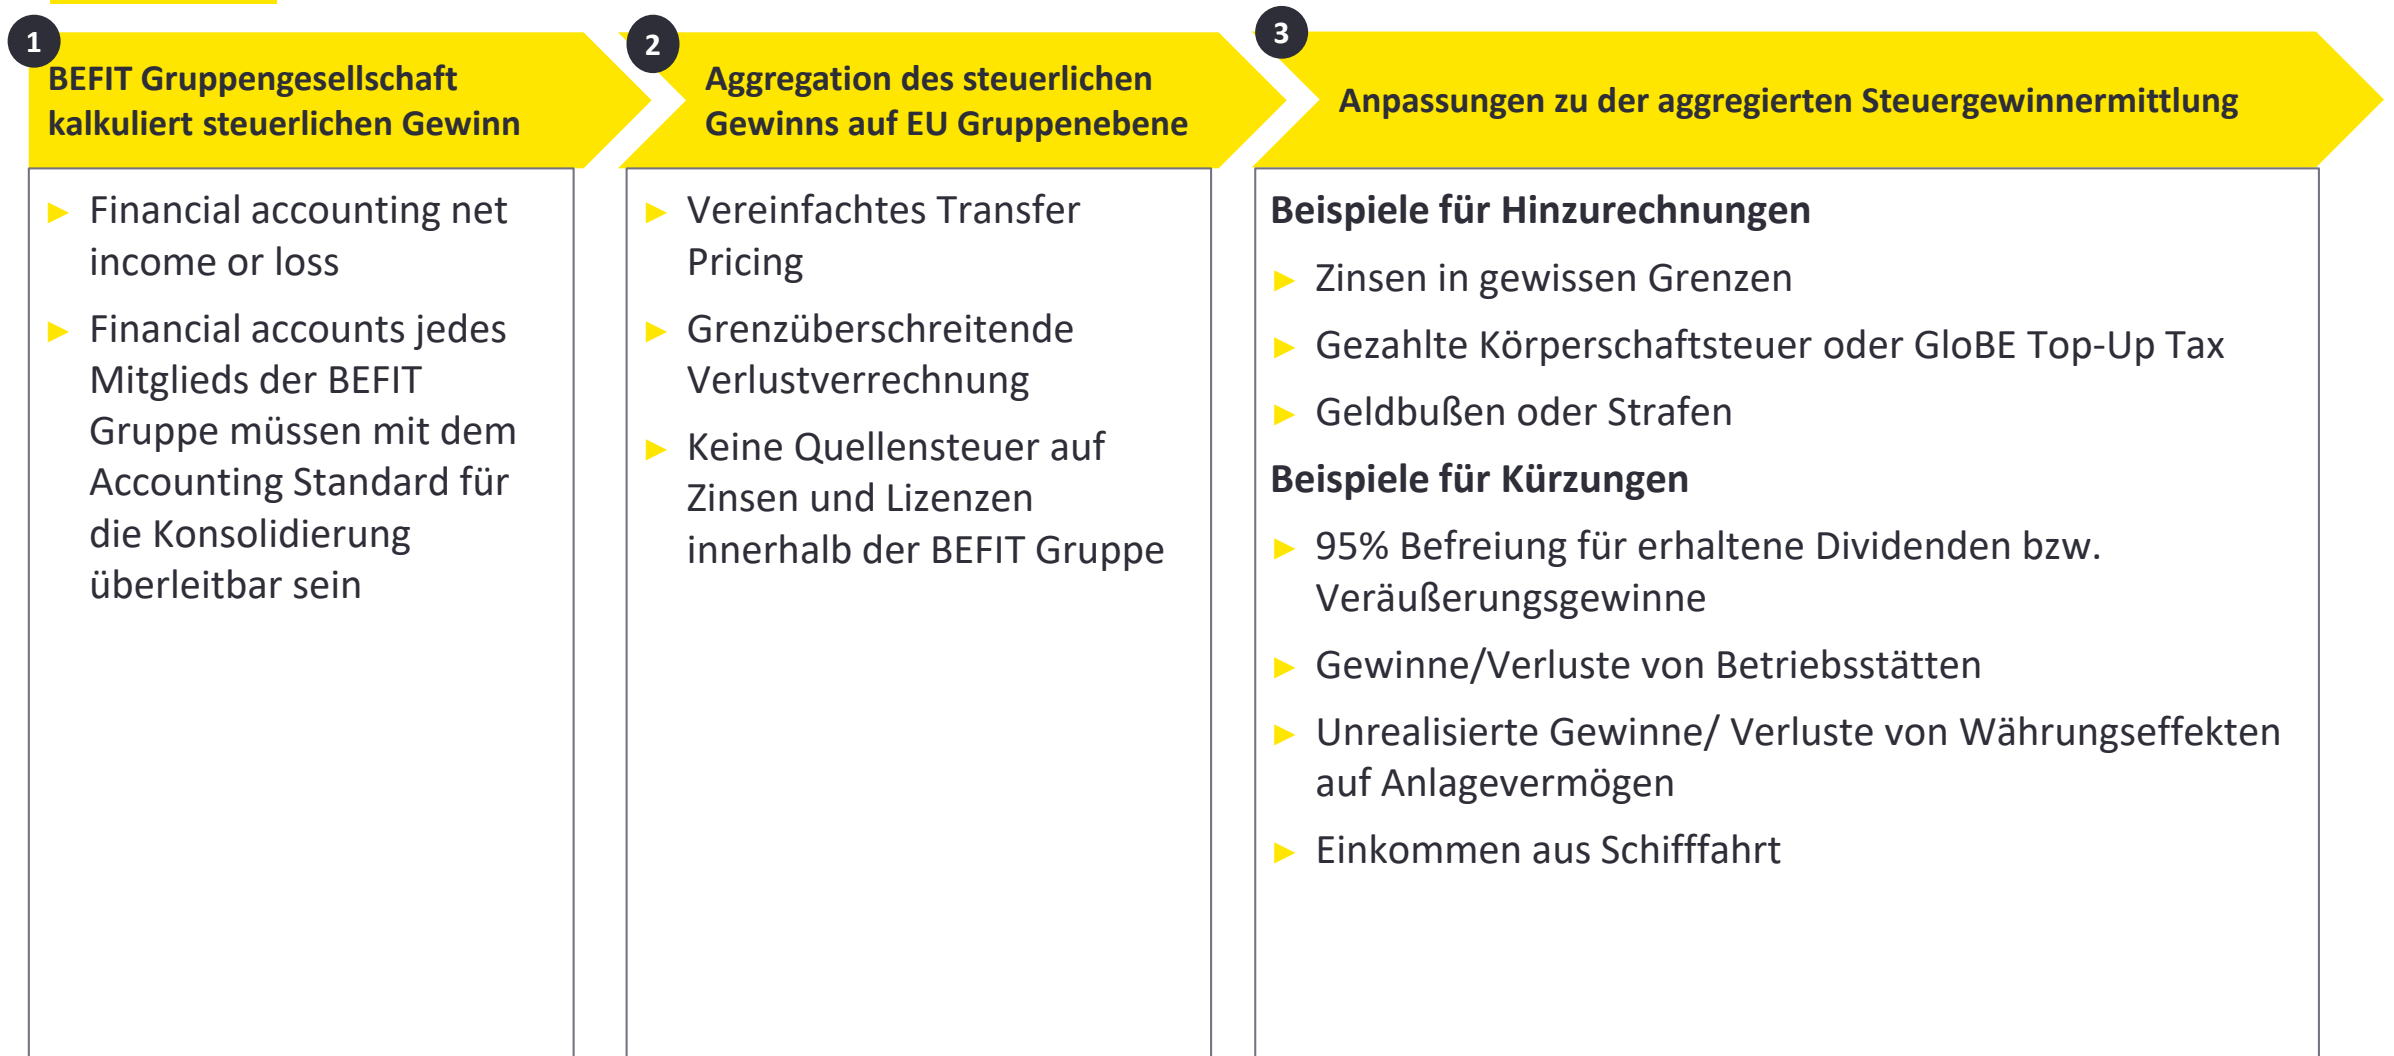 1
BEFIT Gruppengesellschaft
kalkuliert steuerlichen Gewinn
► Financial accounting net
income or loss
► Financial accounts jedes
Mitglieds der BEFIT
Gruppe müssen mit dem
Accounting Standard für
die Konsolidierung
überleitbar sein
2
Aggregation des steuerlichen
Gewinns auf EU Gruppenebene
► Vereinfachtes Transfer
Pricing
► Grenzüberschreitende
Verlustverrechnung
► Keine Quellensteuer auf
Zinsen und Lizenzen
innerhalb der BEFIT Gruppe
3
Anpassungen zu der aggregierten Steuergewinnermittlung
Beispiele für Hinzurechnungen
► Zinsen in gewissen Grenzen
► Gezahlte Körperschaftsteuer oder GloBE Top-Up Tax
► Geldbußen oder Strafen
Beispiele für Kürzungen
► 95% Befreiung für erhaltene Dividenden bzw.
Veräußerungsgewinne
► Gewinne/Verluste von Betriebsstätten
► Unrealisierte Gewinne/ Verluste von Währungseffekten
auf Anlagevermögen
► Einkommen aus Schifffahrt